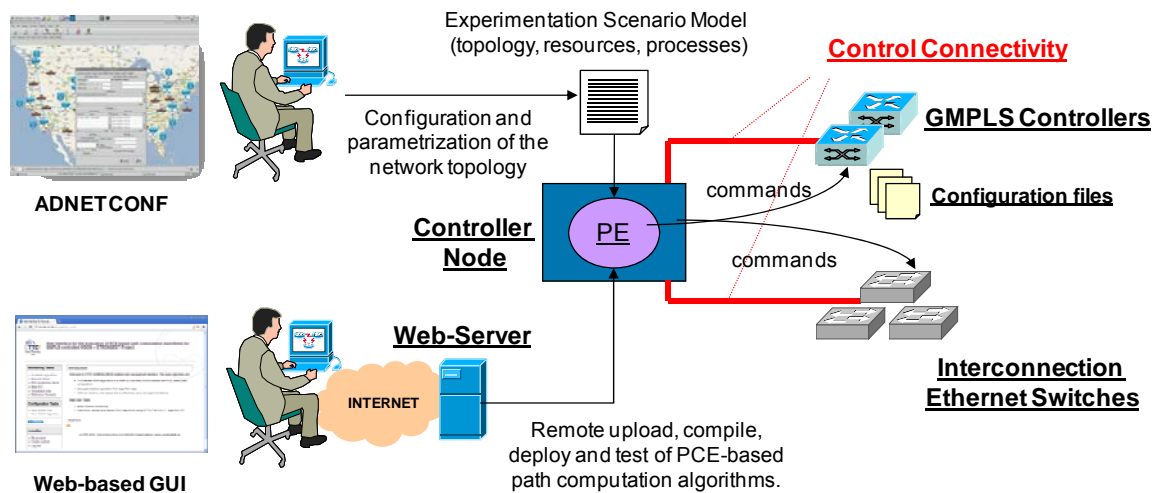 Experimentation Scenario Model
(topology, resources, processes)
Control Connectivity
GMPLS Controllers
Configuration and
parametrization of the
network topology
commands
Configuration files
ADNETCONF
Controller
Node
PE
commands
Web-Server
INTERNET
Interconnection
Ethernet Switches
Remote upload, compile,
deploy and test of PCE-based
path computation algorithms.
Web-based GUI